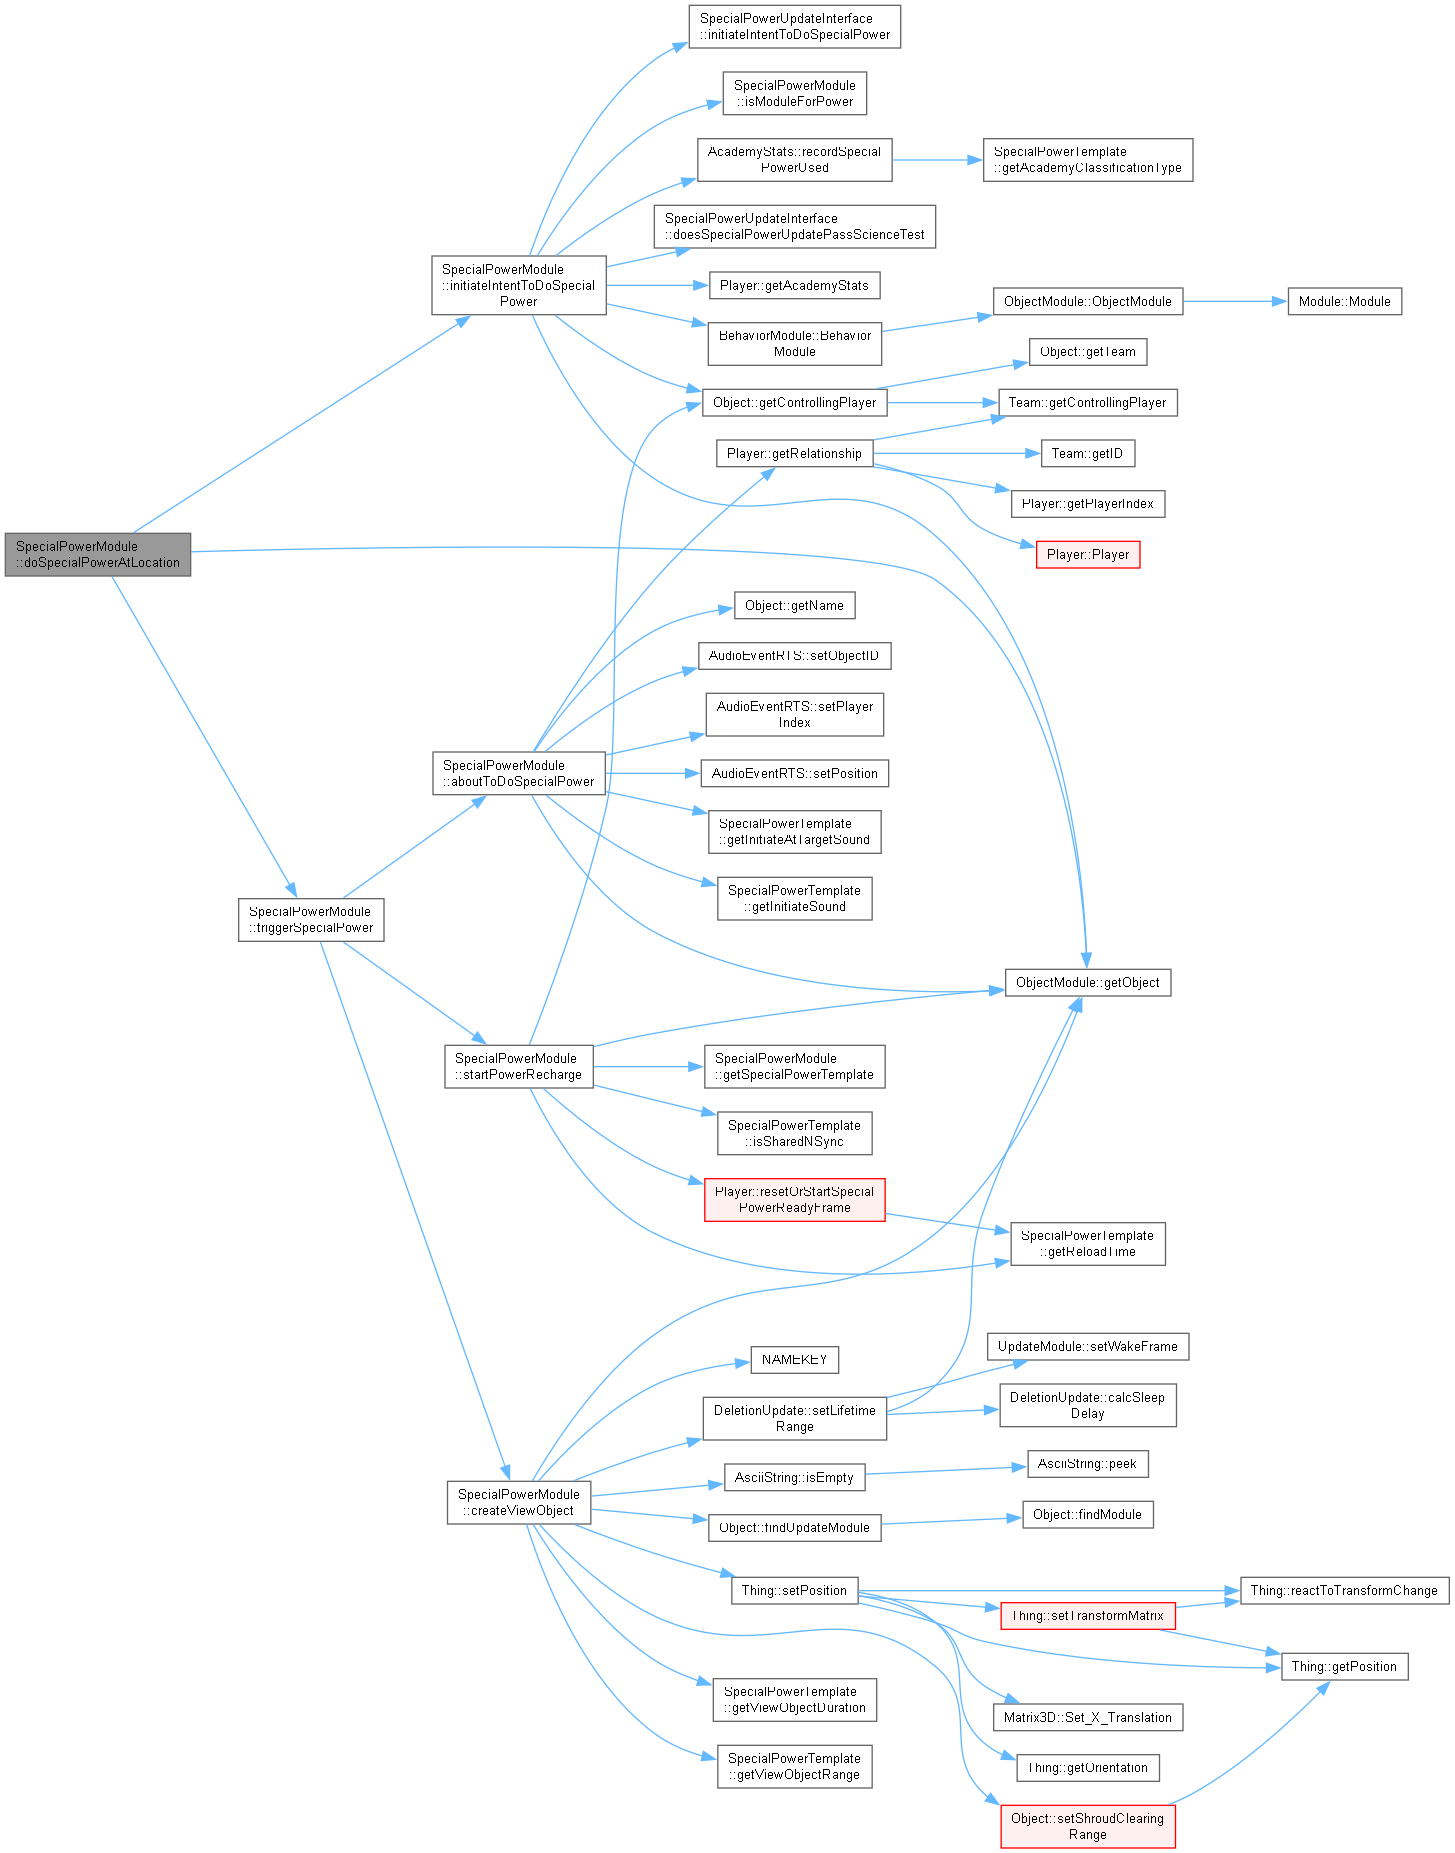 SpecialPowerUpdateInterface
::initiateIntentToDoSpecialPower
SpecialPowerModule
::isModuleForPower
AcademyStats::recordSpecial
PowerUsed
SpecialPowerTemplate
::getAcademyClassificationType
SpecialPowerUpdateInterface
::doesSpecialPowerUpdatePassScienceTest
SpecialPowerModule
::initiateIntentToDoSpecial
Power
Player::getAcademyStats
ObjectModule::ObjectModule
Module::Module
BehaviorModule::Behavior
Module
Object::getTeam
Object::getControllingPlayer
Team::getControllingPlayer
Player::getRelationship
Team::getID
Player::getPlayerIndex
SpecialPowerModule
::doSpecialPowerAtLocation
Player::Player
Object::getName
AudioEventRTS::setObjectID
AudioEventRTS::setPlayer
Index
SpecialPowerModule
::aboutToDoSpecialPower
AudioEventRTS::setPosition
SpecialPowerTemplate
::getInitiateAtTargetSound
SpecialPowerTemplate
::getInitiateSound
SpecialPowerModule
::triggerSpecialPower
ObjectModule::getObject
SpecialPowerModule
::startPowerRecharge
SpecialPowerModule
::getSpecialPowerTemplate
SpecialPowerTemplate
::isSharedNSync
Player::resetOrStartSpecial
PowerReadyFrame
SpecialPowerTemplate
::getReloadTime
UpdateModule::setWakeFrame
NAMEKEY
DeletionUpdate::setLifetime
Range
DeletionUpdate::calcSleep
Delay
AsciiString::isEmpty
AsciiString::peek
SpecialPowerModule
::createViewObject
Object::findUpdateModule
Object::findModule
Thing::setPosition
Thing::reactToTransformChange
Thing::setTransformMatrix
Thing::getPosition
SpecialPowerTemplate
::getViewObjectDuration
Matrix3D::Set_X_Translation
SpecialPowerTemplate
::getViewObjectRange
Thing::getOrientation
Object::setShroudClearing
Range